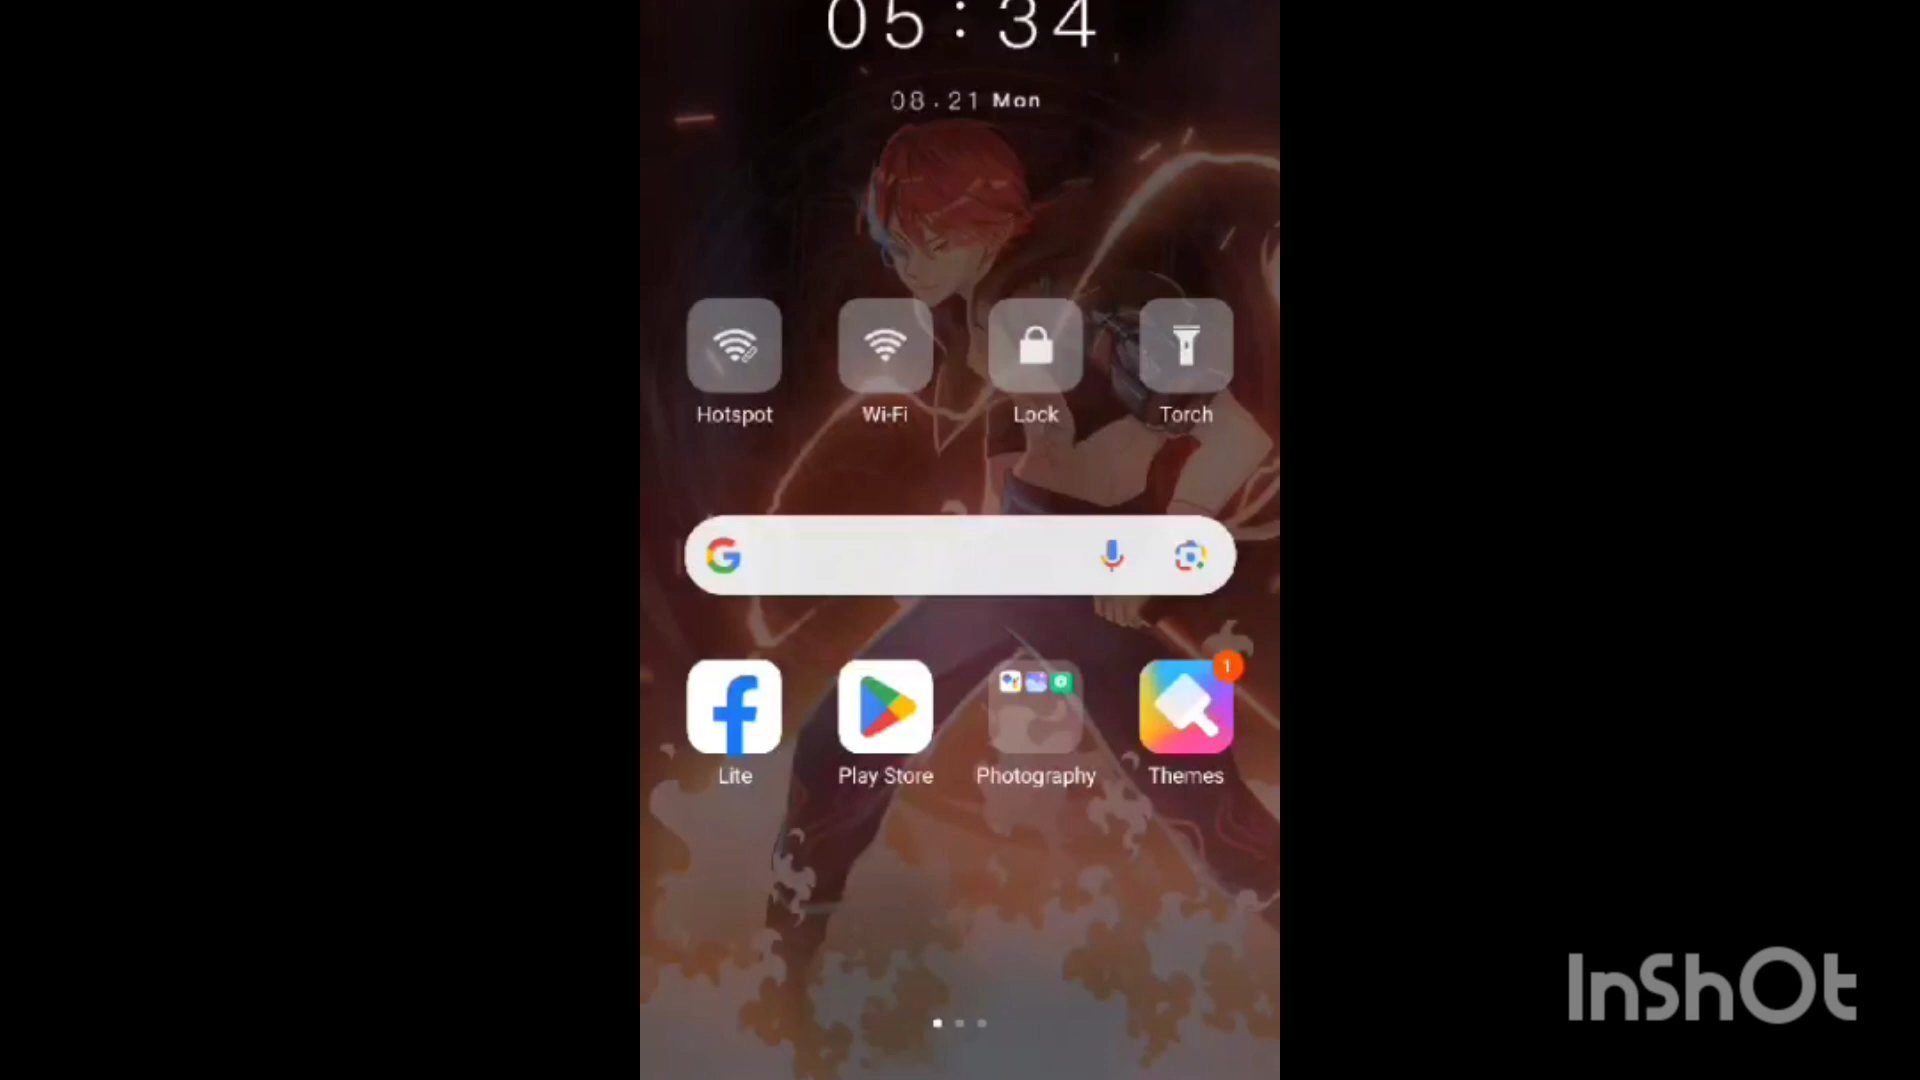 05:34
08.21 Mon
Hotspot Wi-Fi Lock Torch
1
Lite Play Store Photography Themes
InShOt